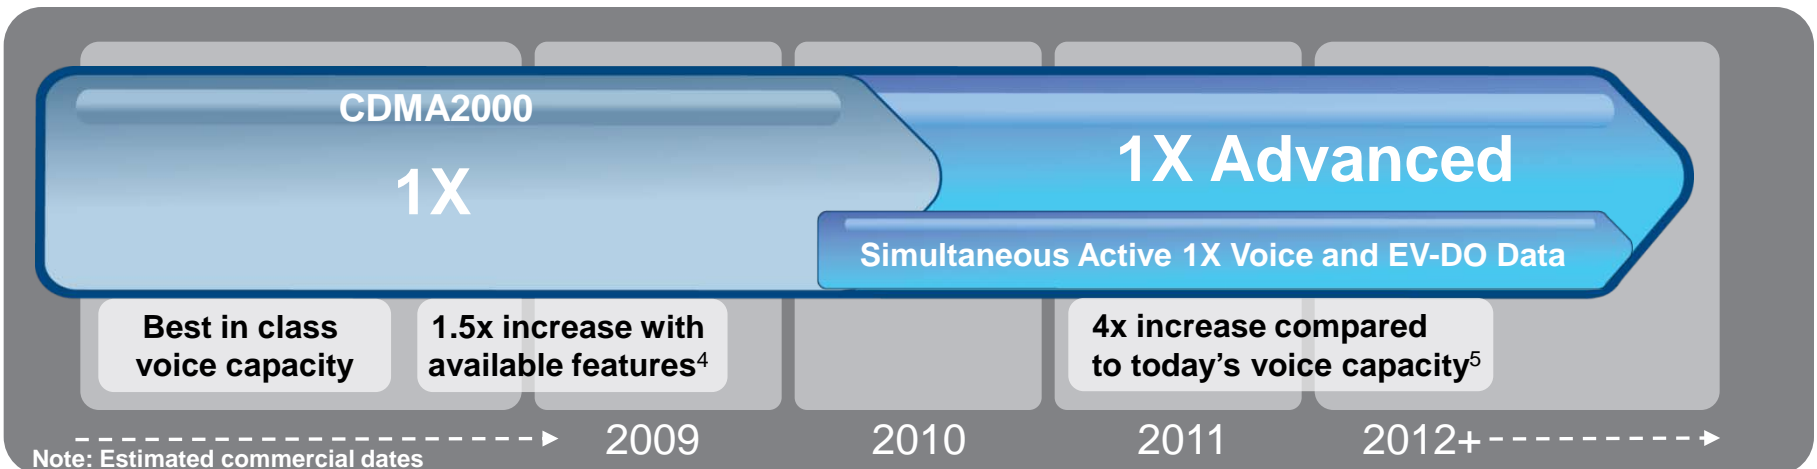 CDMA2000
1X
1X Advanced
Simultaneous Active 1X Voice and EV-DO Data
Best in class
voice capacity
1.5x increase with
available features4
4x increase compared
to today’s voice capacity5
2009 2010 2011 2012+
Note: Estimated commercial dates